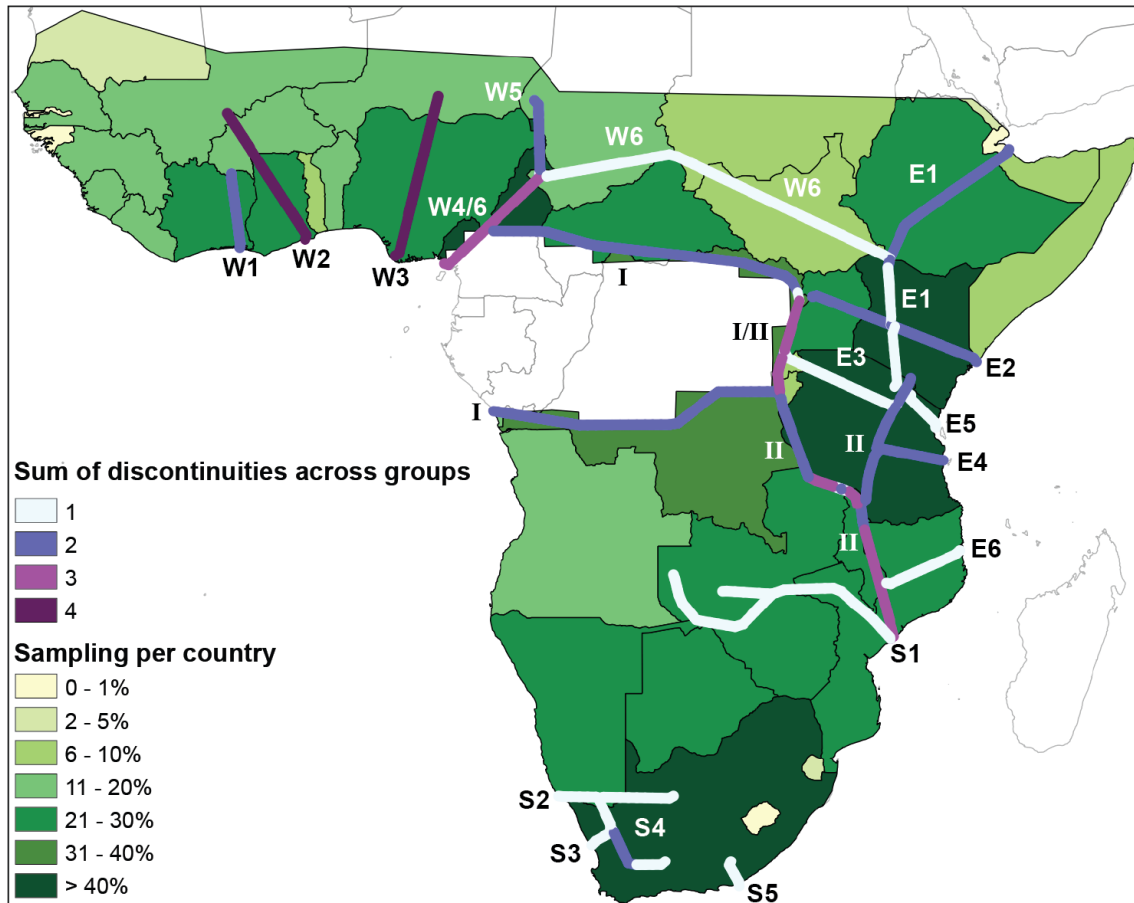 W5
W6
W6
E1
W4/6
W1
W2
W3
I
E1
I/II
E3
E2
I
E5
II
II
E4
Sum of discontinuities across groups
1
2
3
4
II
E6
S1
Sampling per country
0 - 1%
2 - 5%
6 - 10%
11 - 20%
21 - 30%
31 - 40%
> 40%
S2
S4
S3
S5